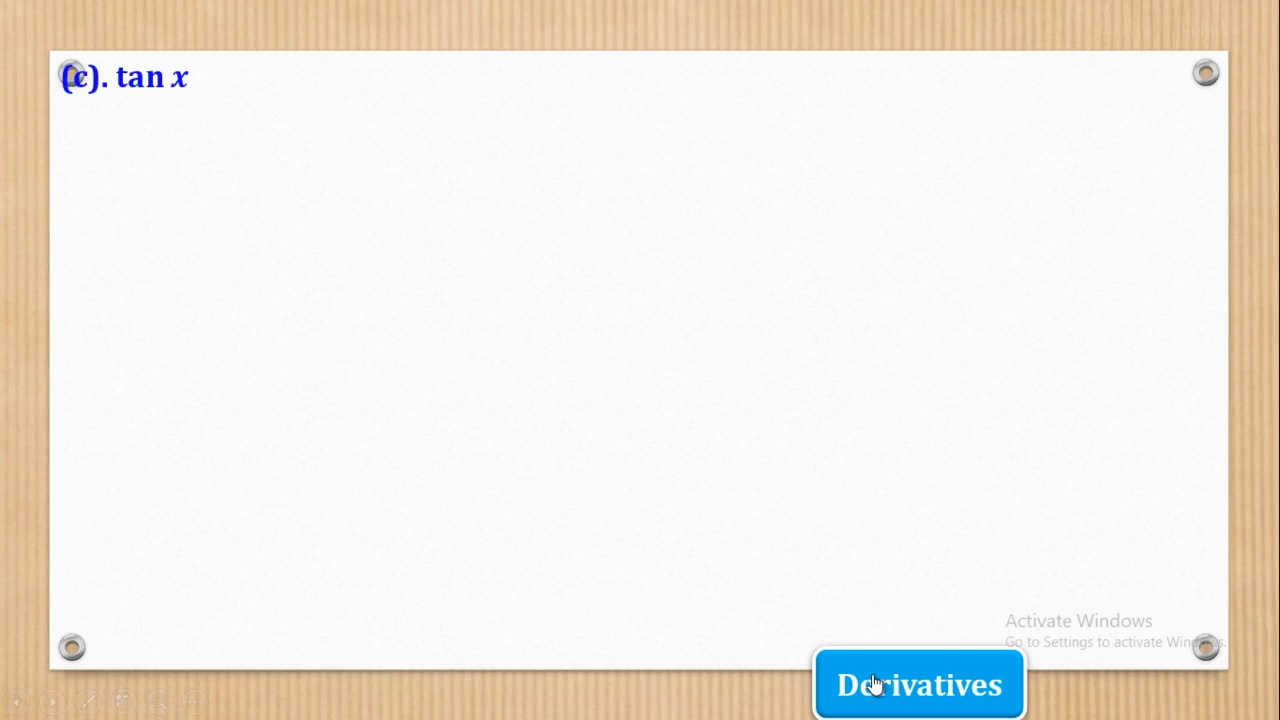 (c). tan x
Activate Windows
Go to Settings to activate Windows.
Derivatives